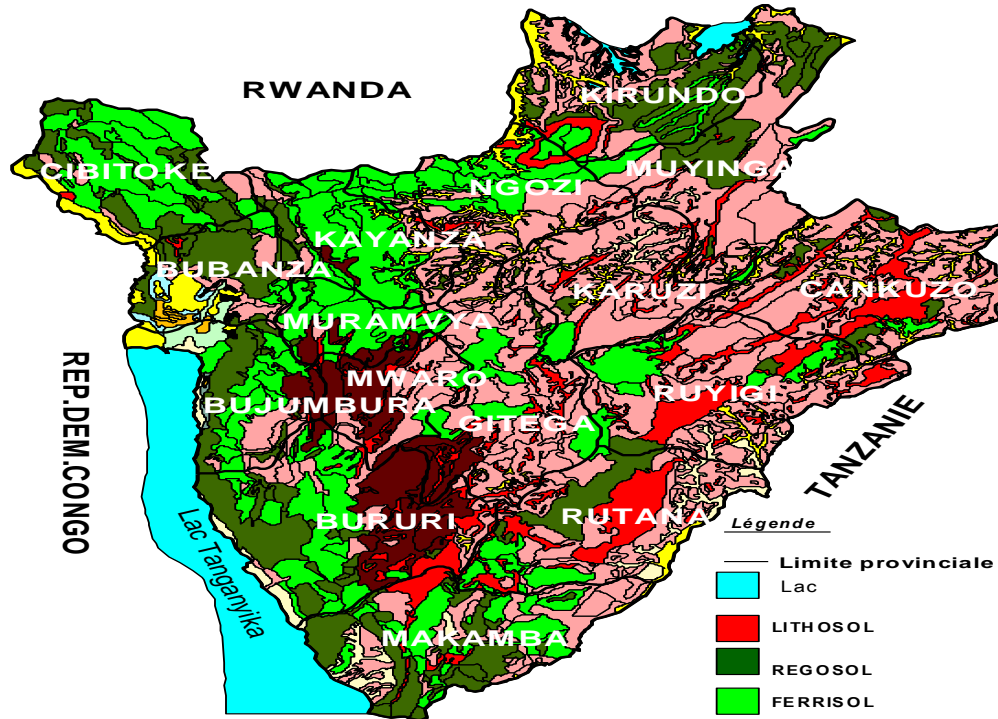 RWANDA
KIRUNDO
CIBITOKE
MUYINGA
NGOZI
KAYANZA
BUBANZA
KARUZI
CANKUZO
MURAMVYA
MWARO
BUJUMBURA
RUYIGI
GITEGA
REP.DEM.CONGO
TANZANIE
BURURI
RUTANA
Lac Tanganyika
MAKAMBA
Légende
Limite provinciale
Lac
LITHOSOL
REGOSOL
FERRISOL